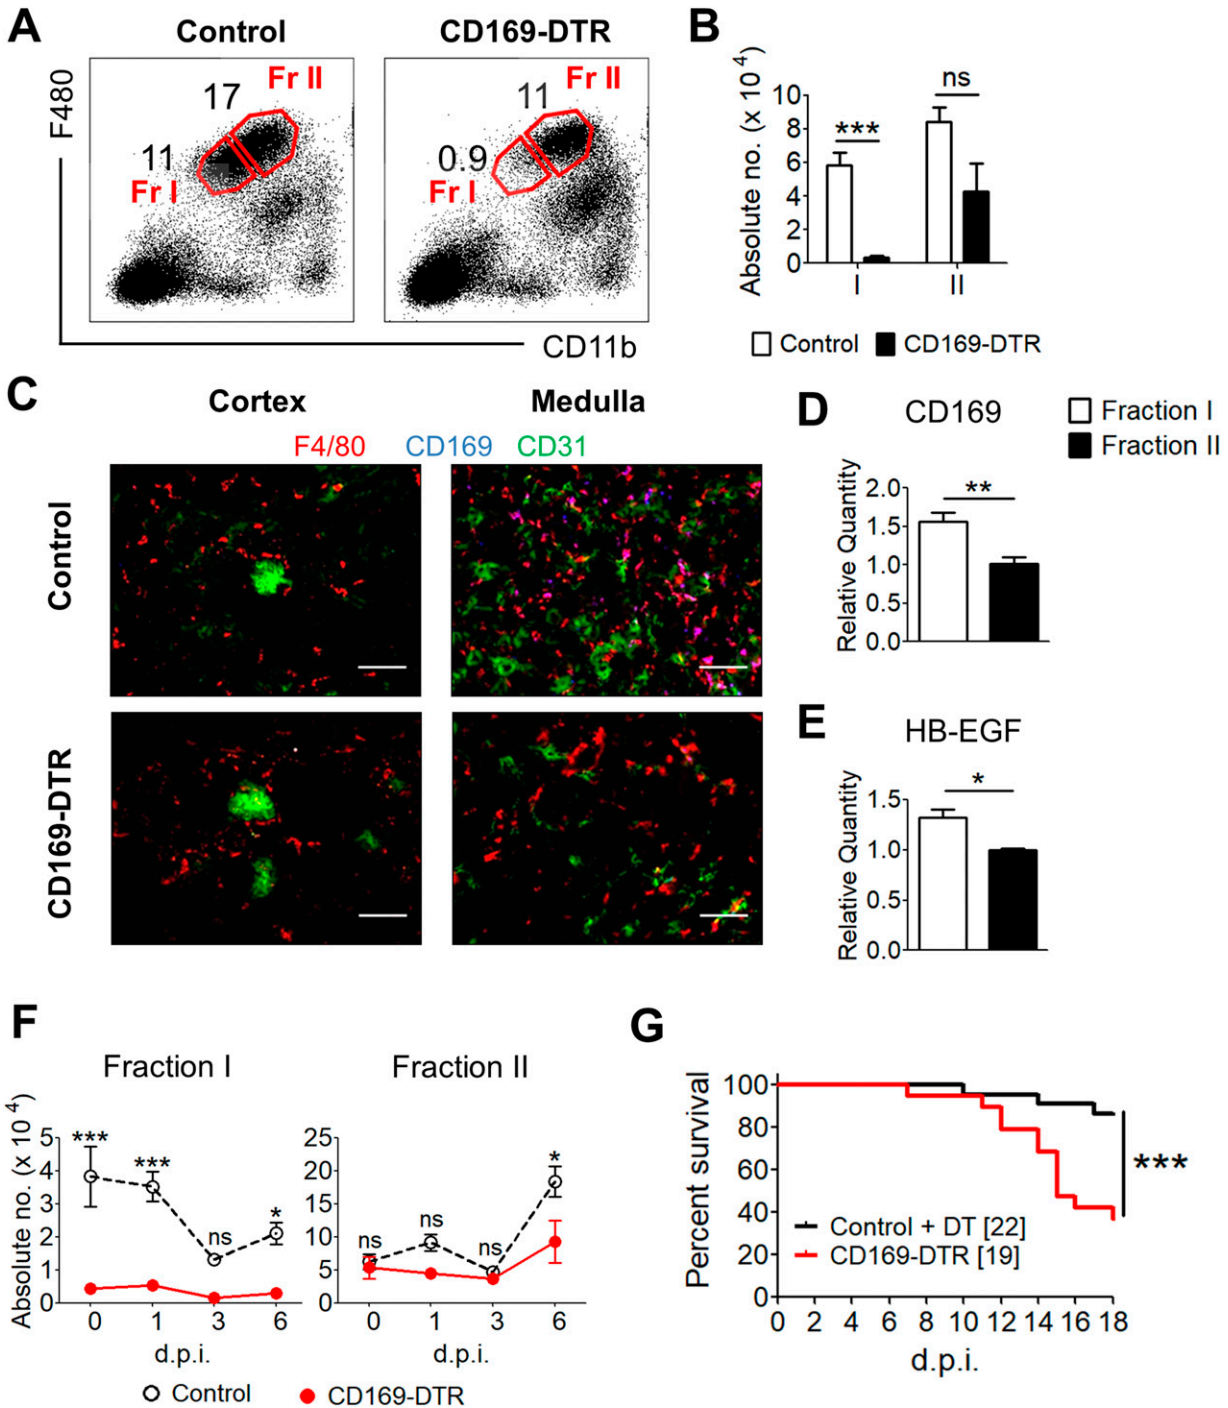 A
Control
CD169-DTR
F480
Fr II
17
11
Fr I
Fr II
11
0.9
Fr I
CD11b
B
Absolute no. (x 10 4)
10
8
6
4
2
0
***
ns
I
II
Control
CD169-DTR
C
Cortex
Medulla
F4/80 CD169 CD31
Control
CD169-DTR
D
CD169
Fraction I
Fraction II
Relative Quantity
2.0
1.5
1.0
0.5
0.0
**
E
HB-EGF
Relative Quantity
1.5
1.0
0.5
0.0
*
F
Fraction I
Fraction II
Absolute no. (x 10 4)
5
4
3
2
1
0
***
***
ns
*
0 1 3 6
d.p.i.
25
20
15
10
5
0
ns
ns
ns
*
0 1 3 6
d.p.i.
Control
CD169-DTR
G
Percent survival
100
80
60
40
20
0
Control + DT [22]
CD169-DTR [19]
***
0 2 4 6 8 10 12 14 16 18
d.p.i.